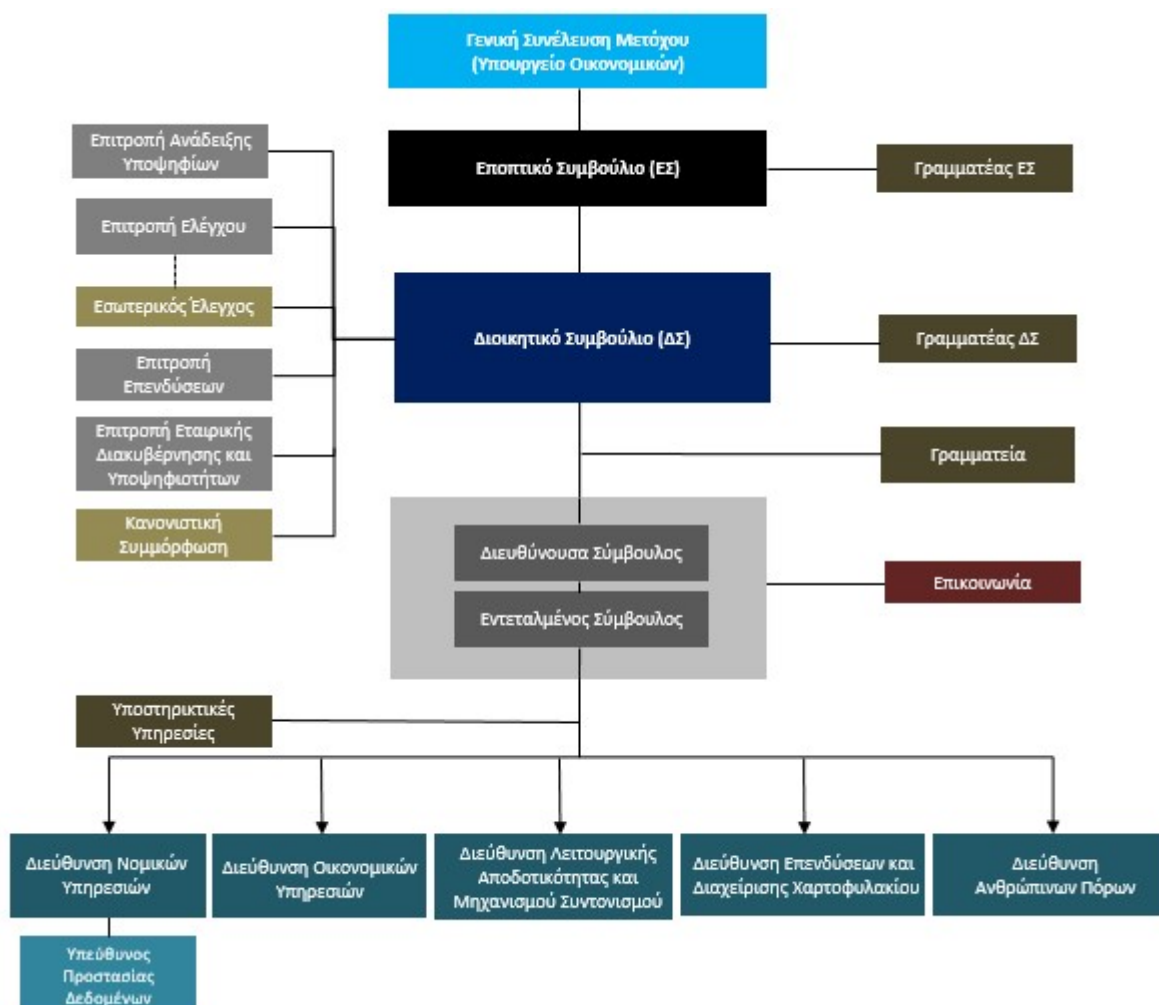 Γενική Συνέλευση Μετόχου
(Υπουργείο Οικονομικών)
Επιτροπή Ανάδειξης
Υποψηφίων
Εποπτικό Συμβούλιο (ΕΣ)
Γραμματέας ΕΣ
Επιτροπή Ελέγχου
Εσωτερικός Έλεγχος
Διοικητικό Συμβούλιο (ΔΣ)
Γραμματέας ΔΣ
Επιτροπή
Επενδύσεων
Επιτροπή Εταιρικής
Διακυβέρνησης και
Υποψηφιοτήτων
Γραμματεία
Κανονιστική
Συμμόρφωση
Διευθύνουσα Σύμβουλος
Εντεταλμένος Σύμβουλος
Επικοινωνία
Υποστηρικτικές
Υπηρεσίες
Διεύθυνση Νομικών
Υπηρεσιών
Διεύθυνση Οικονομικών
Υπηρεσιών
Διεύθυνση Λειτουργικής
Αποδοτικότητας και
Μηχανισμού Συντονισμού
Διεύθυνση Επενδύσεων και
Διαχείρισης Χαρτοφυλακίου
Διεύθυνση
Ανθρώπινων Πόρων
Υπεύθυνος
Προστασίας
Δεδομένων